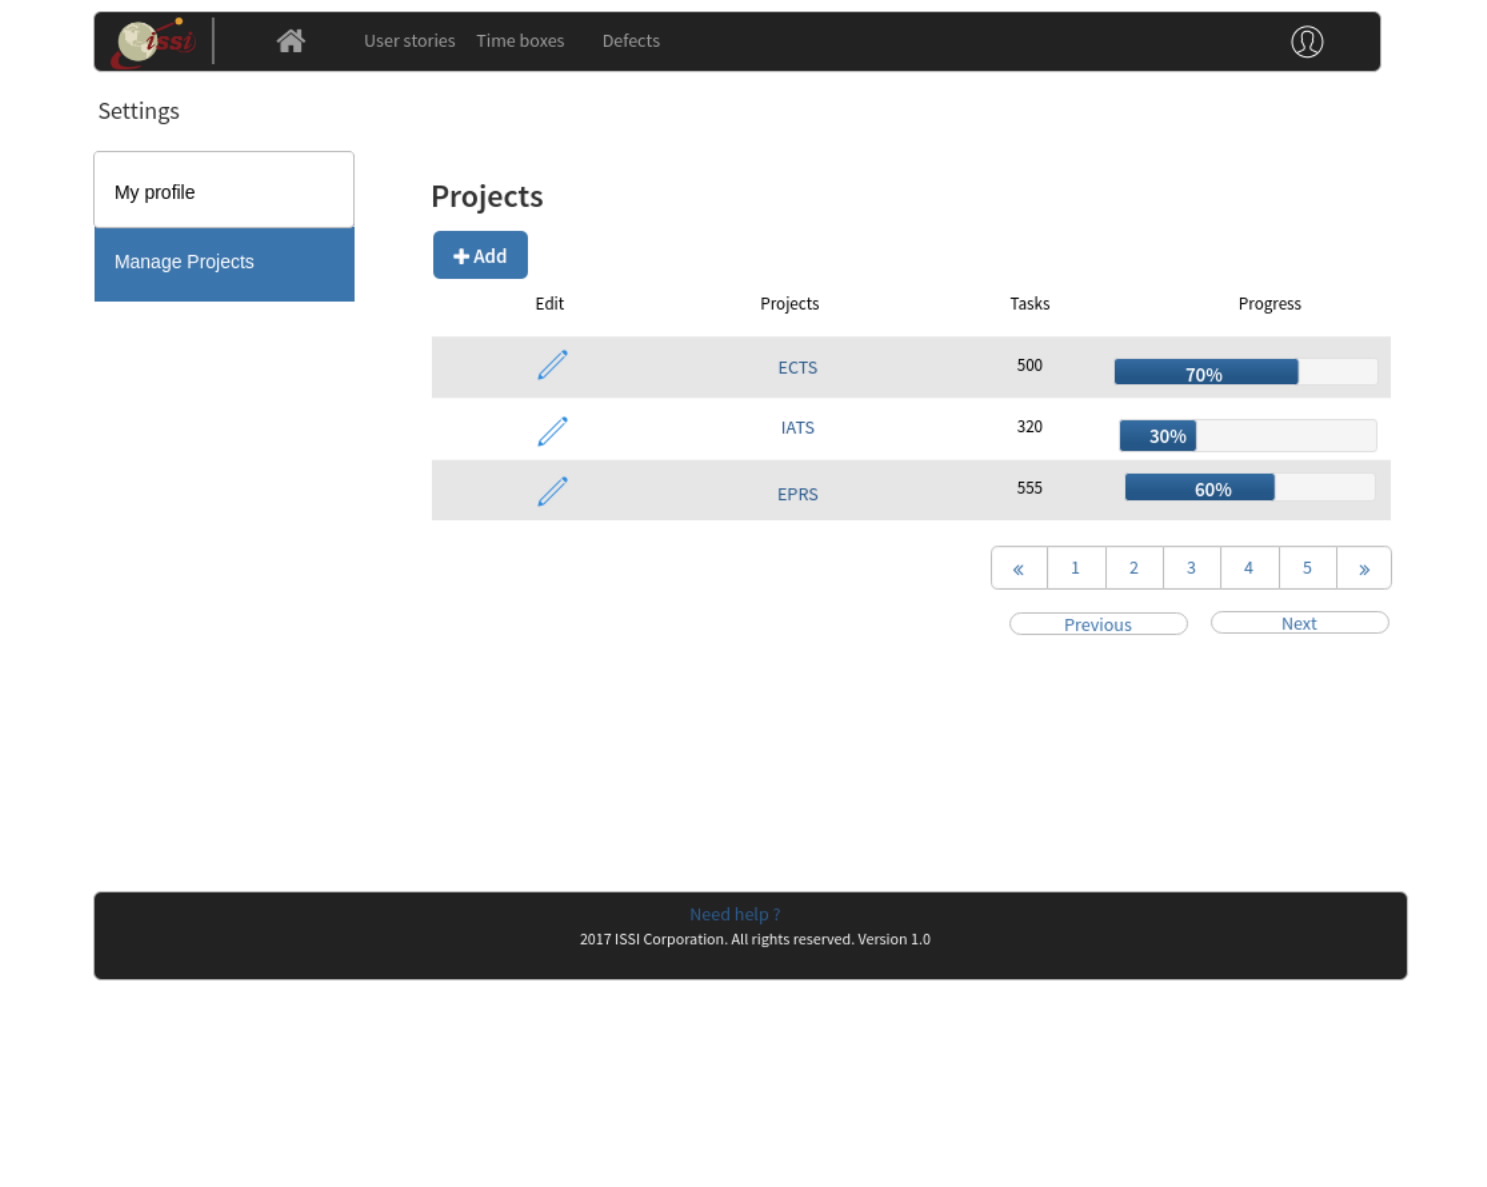 issi User stories Time boxes Defects
Settings
My profile
Manage Projects
Projects
Add
Edit Projects Tasks Progress
ECTS 500 70%
IATS 320 30%
EPRS 555 60%
« 1 2 3 4 5 »
Previous Next
Need help ?
2017 ISSI Corporation. All rights reserved. Version 1.0